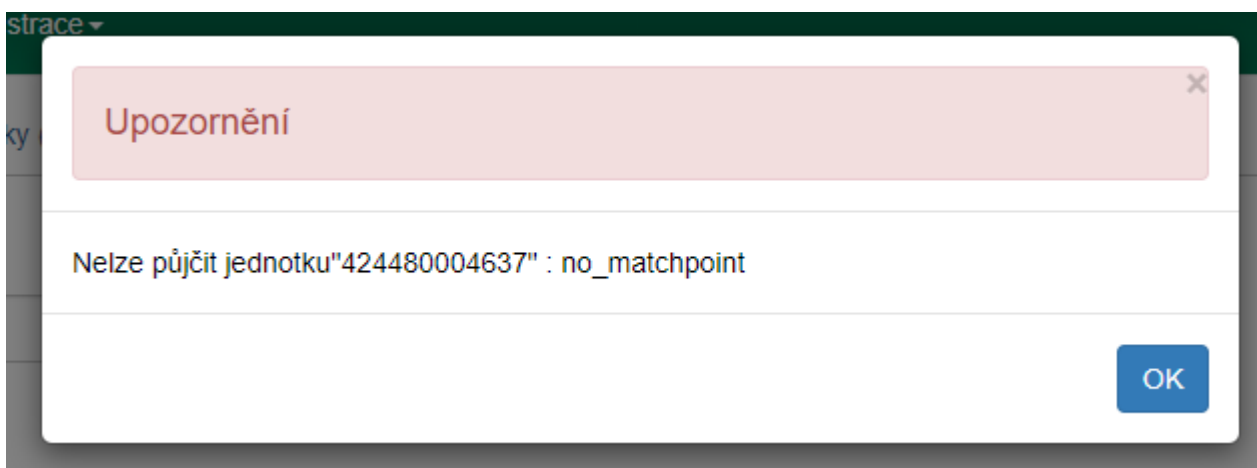 strace
Upozornění
×
ky
Nelze půjčit jednotku"424480004637" : no_matchpoint
OK